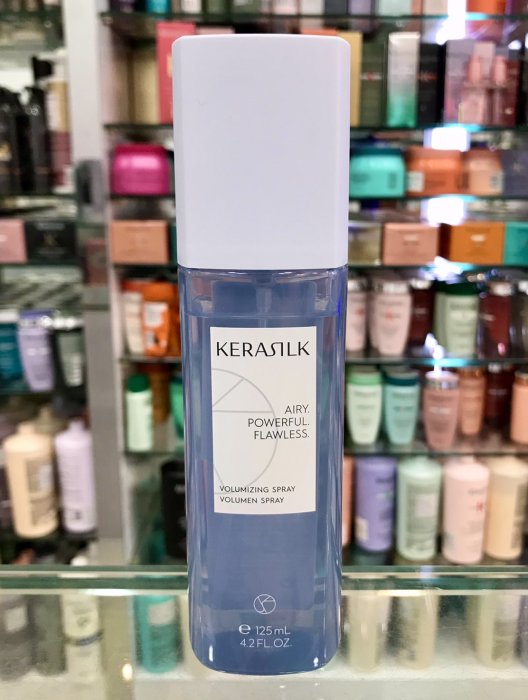 KERASILK
AIRY.
POWERFUL.
FLAWLESS.
VOLUMIZING SPRAY
VOLUMEN SPRAY
e 125 mL
4.2 FL. OZ.